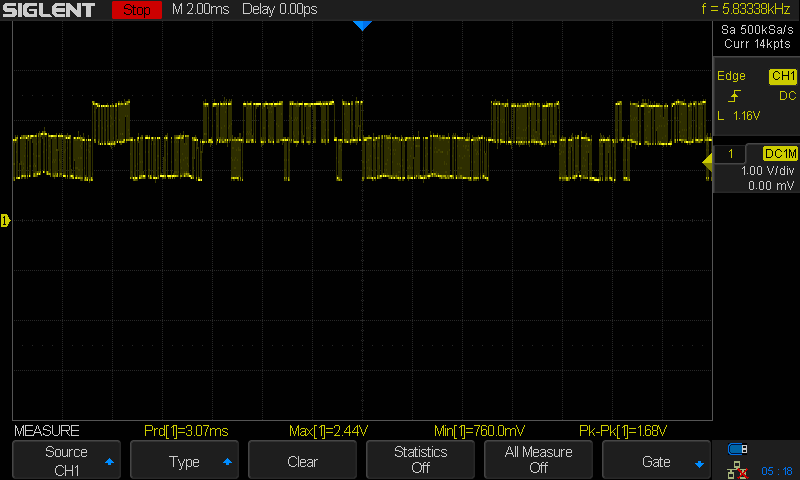 SIGLENT Stop M 2.00ms Delay 0.00ps f = 5.83338kHz
Sa 500kSa/s
Curr 14kpts
Edge CH1
DC
L 1.16V
1 DC1M
1.00 V/div
0.00 mV
1
MEASURE Prd[1]=3.07ms Max[1]=2.44V Min[1]=760.0mV Pk-Pk[1]=1.68V
Source
CH1
Type
Clear
Statistics
Off
All Measure
Off
Gate
05:18